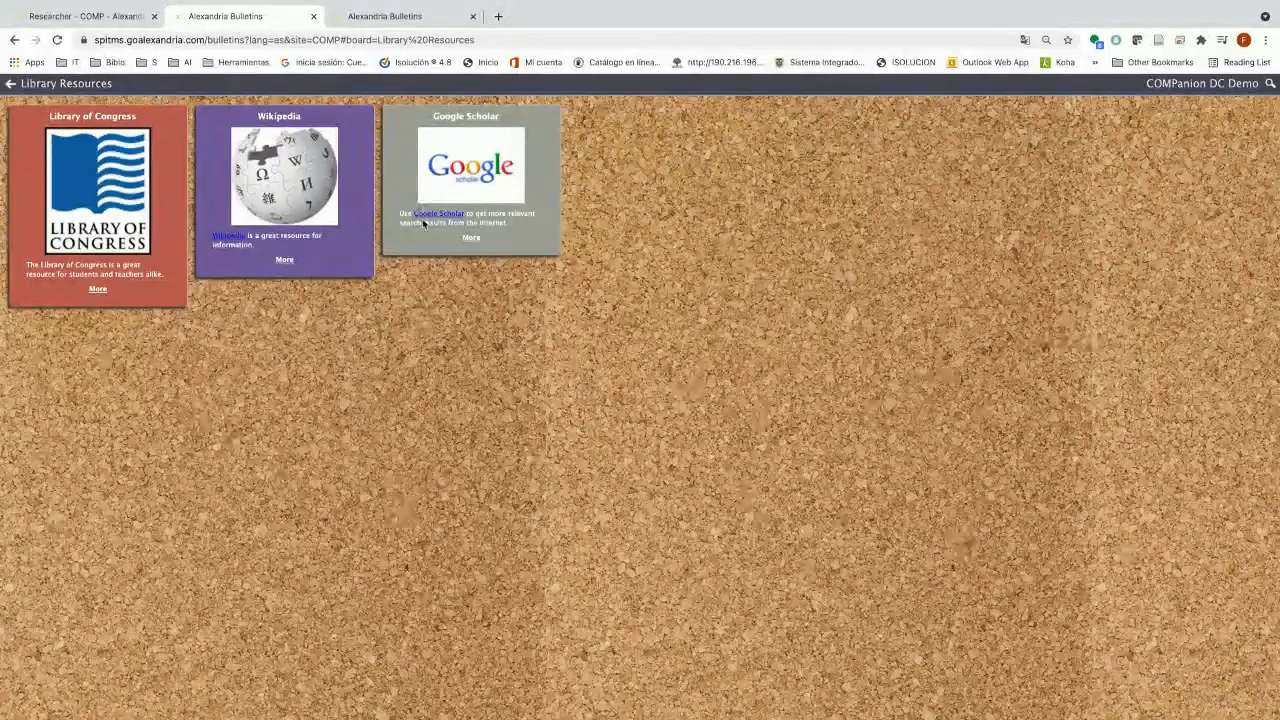 Researcher - COMP - Alexand
Alexandria Bulletins
Alexandria Bulletins
spitms.goalexandria.com/bulletins?lang=es&site=COMP#board=Library%20Resources
F
Apps
IT
Biblio
S
AI
Herramientas
inicia sesión: Cue...
Isolución ® 4.8
Inicio
Mi cuenta
Catálogo en línea...
http://190.216.196...
Sistema Integrado...
ISOLUCION
Outlook Web App
Koha
»
Other Bookmarks
Reading List
Library Resources
COMPanion DC Demo
Library of Congress
LIBRARY OF
CONGRESS
The Library of Congress is a great
resource for students and teachers alike.
More
Wikipedia
W
Ω
И
維
Wikipedia is a great resource for
information.
More
Google Scholar
Google
scholar
Use Google Scholar to get more relevant
search results from the internet.
More